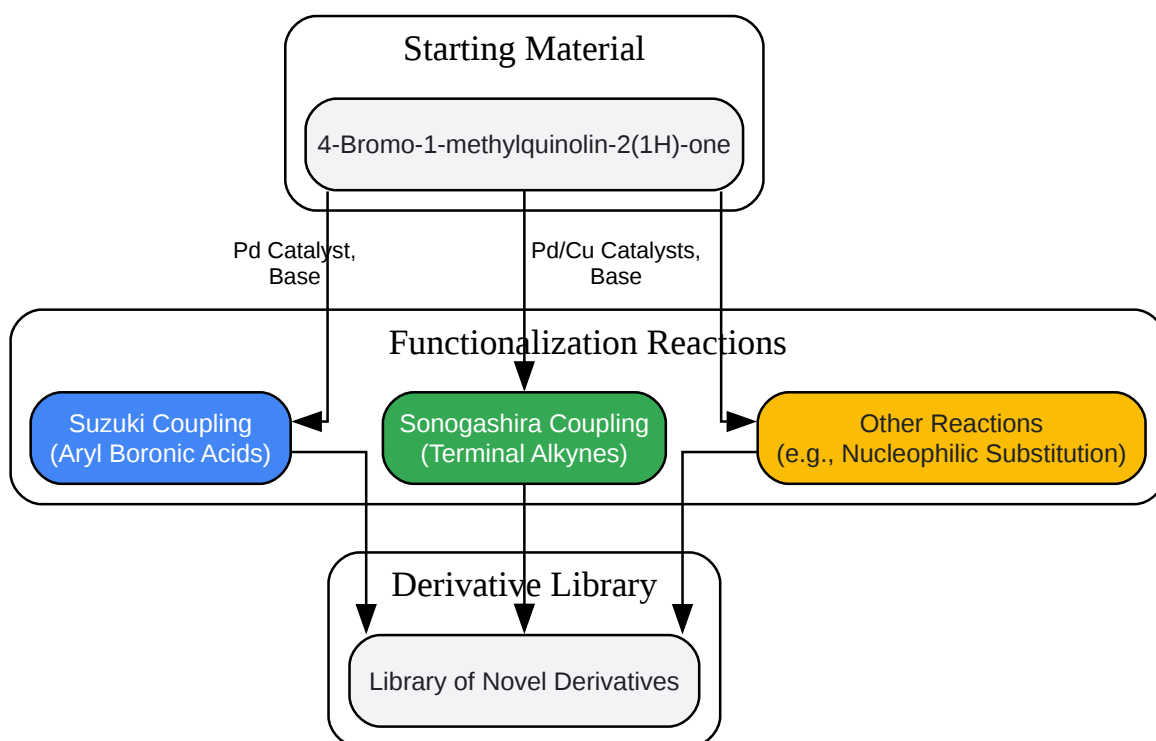 Starting Material
4-Bromo-1-methylquinolin-2(1H)-one
Pd Catalyst,
Base
Pd/Cu Catalysts,
Base
Functionalization Reactions
Suzuki Coupling
(Aryl Boronic Acids)
Sonogashira Coupling
(Terminal Alkynes)
Other Reactions
(e.g., Nucleophilic Substitution)
Derivative Library
Library of Novel Derivatives